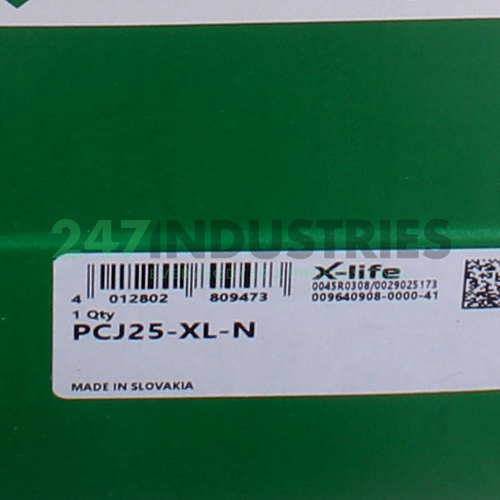 247INDUSTRIES
X-life
4 012802 809473
0045R0308/0029025173
009640908-0000-41
1 Qty
PCJ25-XL-N
MADE IN SLOVAKIA